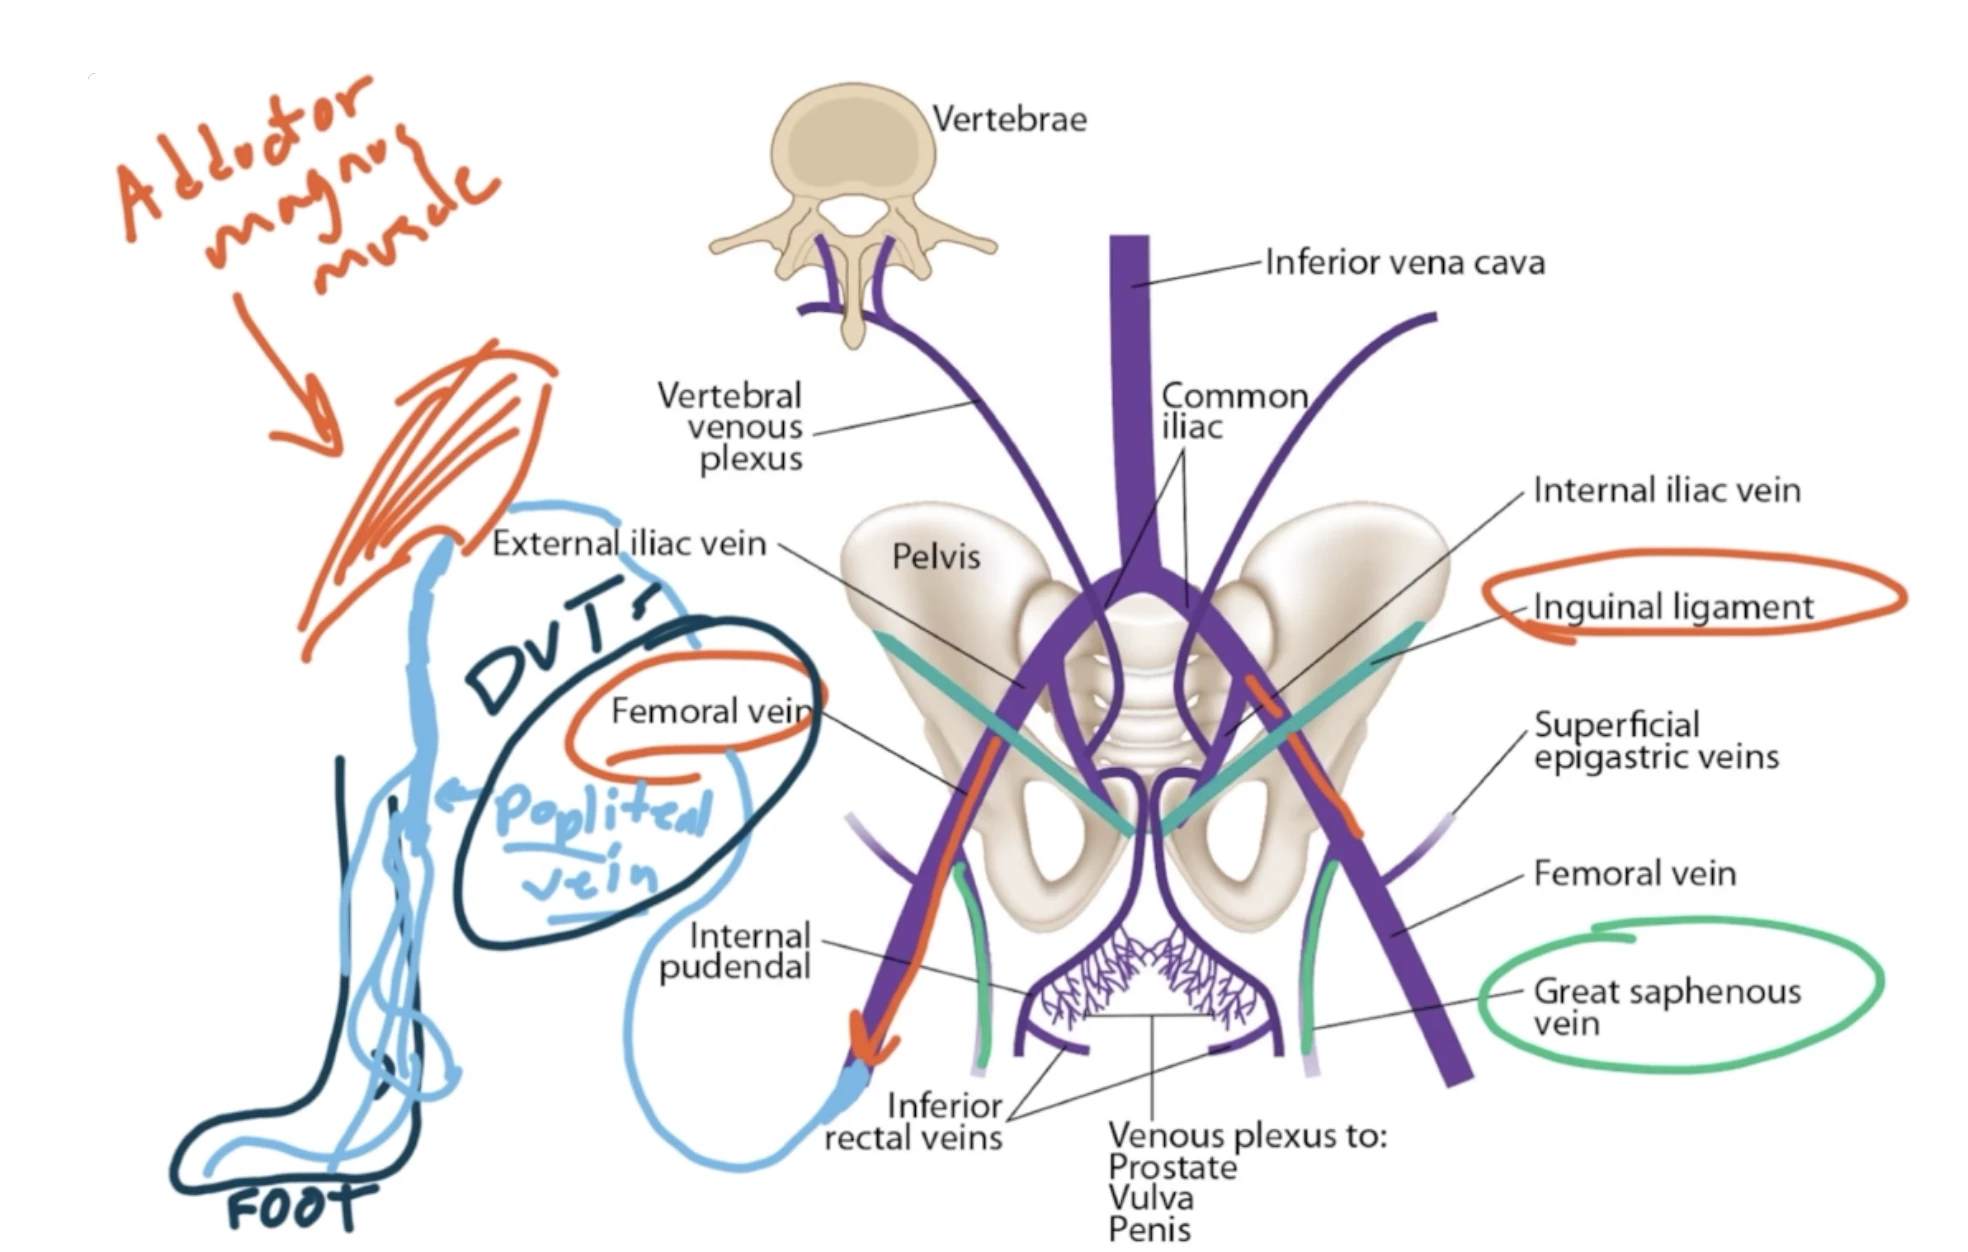 Adductor
magnus
muscle
Vertebrae
Inferior vena cava
Vertebral
venous
plexus
Common
iliac
External iliac vein
Pelvis
Internal iliac vein
Inguinal ligament
DVTs
Femoral vein
Popliteal
vein
Superficial
epigastric veins
Femoral vein
Internal
pudendal
Great saphenous
vein
Inferior
rectal veins
Venous plexus to:
Prostate
Vulva
Penis
FOOT